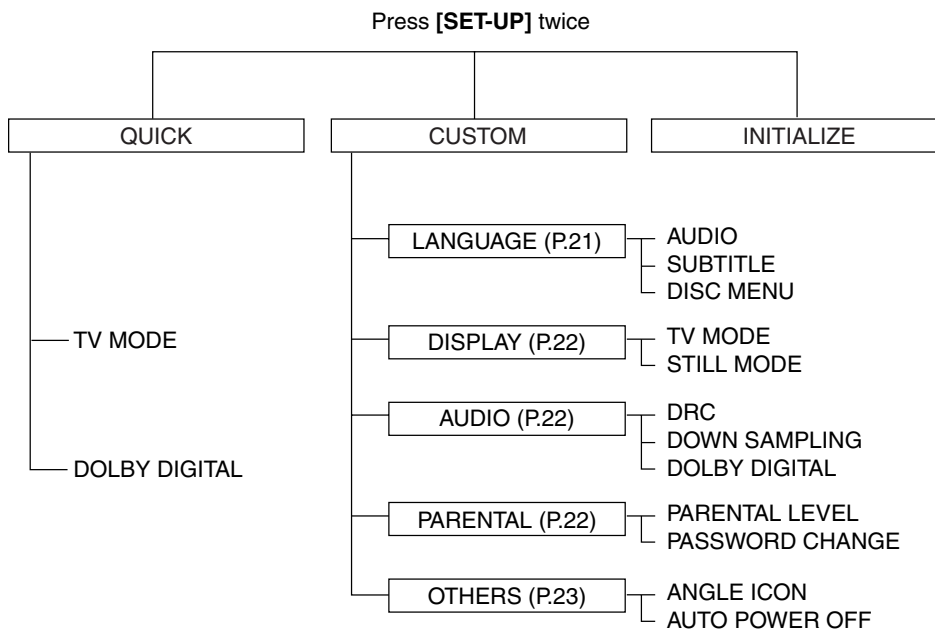 Press [SET-UP] twice
QUICK
CUSTOM
INITIALIZE
TV MODE
DOLBY DIGITAL
LANGUAGE (P.21)
AUDIO
SUBTITLE
DISC MENU
DISPLAY (P.22)
TV MODE
STILL MODE
AUDIO (P.22)
DRC
DOWN SAMPLING
DOLBY DIGITAL
PARENTAL (P.22)
PARENTAL LEVEL
PASSWORD CHANGE
OTHERS (P.23)
ANGLE ICON
AUTO POWER OFF